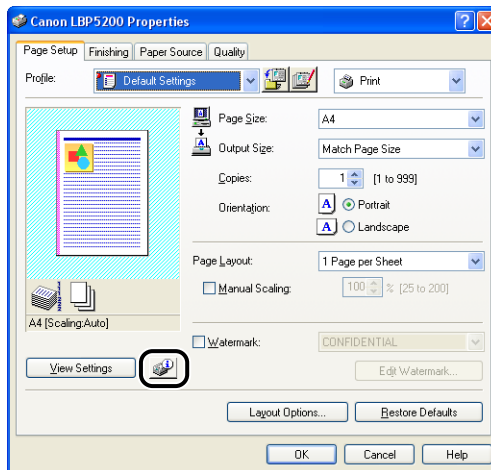 Canon LBP5200 Properties
Page Setup Finishing Paper Source Quality
Profile: Default Settings Print
Page Size: A4
Output Size: Match Page Size
Copies: 1 [1 to 999]
Orientation: A Portrait
A Landscape
Page Layout: 1 Page per Sheet
Manual Scaling: 100 % [25 to 200]
A4 [Scaling:Auto]
Watermark: CONFIDENTIAL
View Settings
Edit Watermark...
Layout Options... Restore Defaults
OK Cancel Help